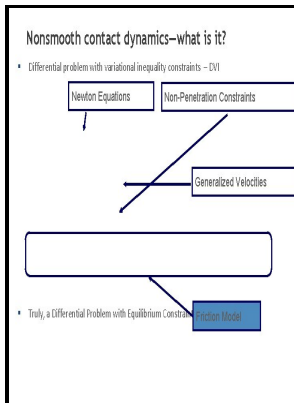 Nonsmooth contact dynamics—what is it?
Differential problem with variational inequality constraints – DVI
Newton Equations
Non-Penetration Constraints
Generalized Velocities
Truly, a Differential Problem with Equilibrium Constrain
Friction Model